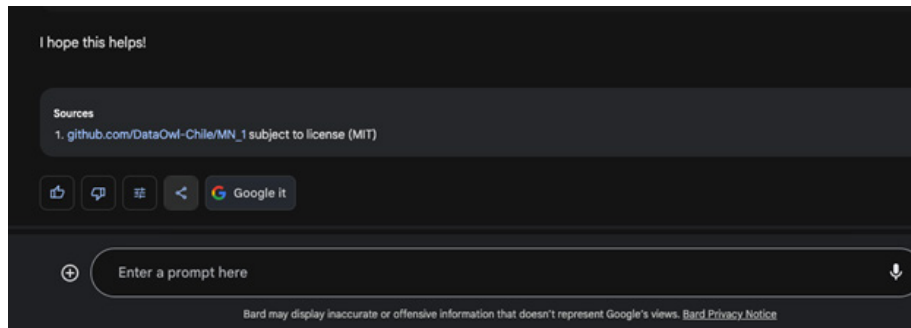 I hope this helps!
Sources
1. github.com/DataOwl-Chile/MN_1 subject to license (MIT)
Google it
Enter a prompt here
Bard may display inaccurate or offensive information that doesn't represent Google's views. Bard Privacy Notice